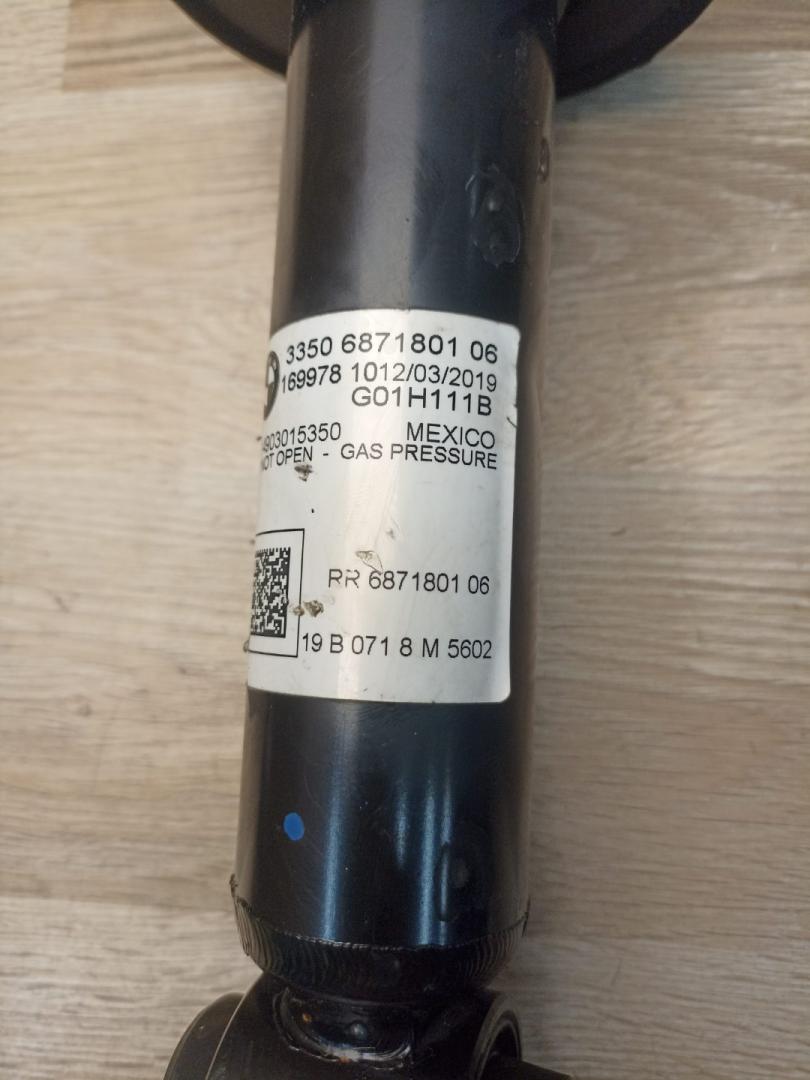 3350 6871801 06
169978 1012/03/2019
G01H111B
4903015350 MEXICO
NOT OPEN - GAS PRESSURE
RR 6871801 06
19 B 071 8 M 5602